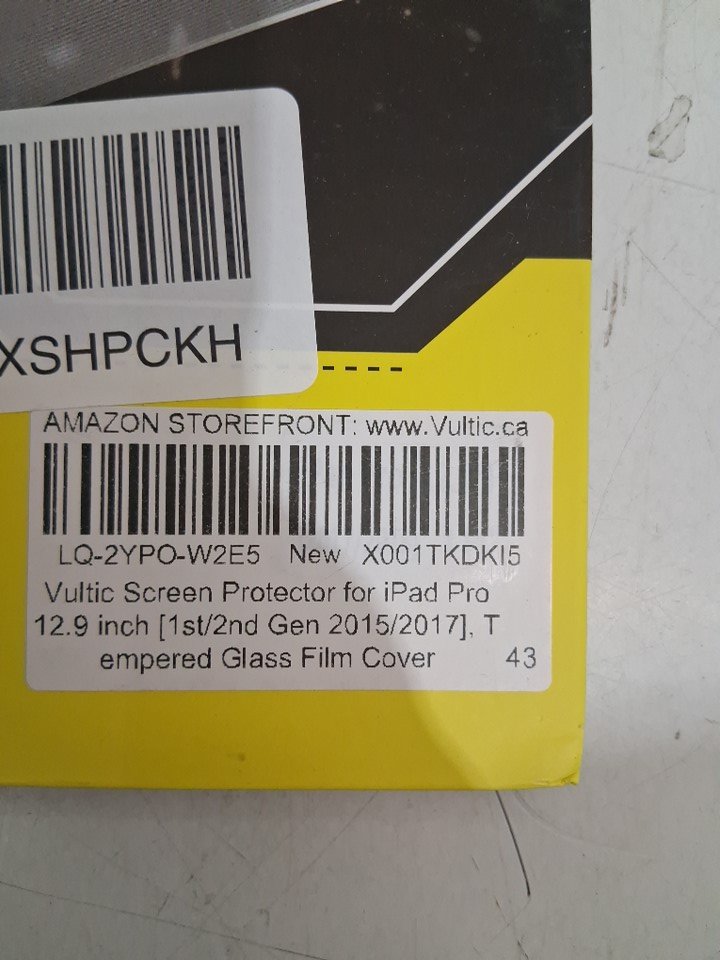 XSHPCKH
AMAZON STOREFRONT: www.Vultic.ca
LQ-2YPO-W2E5 New X001TKDKI5
Vultic Screen Protector for iPad Pro
12.9 inch [1st/2nd Gen 2015/2017], T
empered Glass Film Cover 43